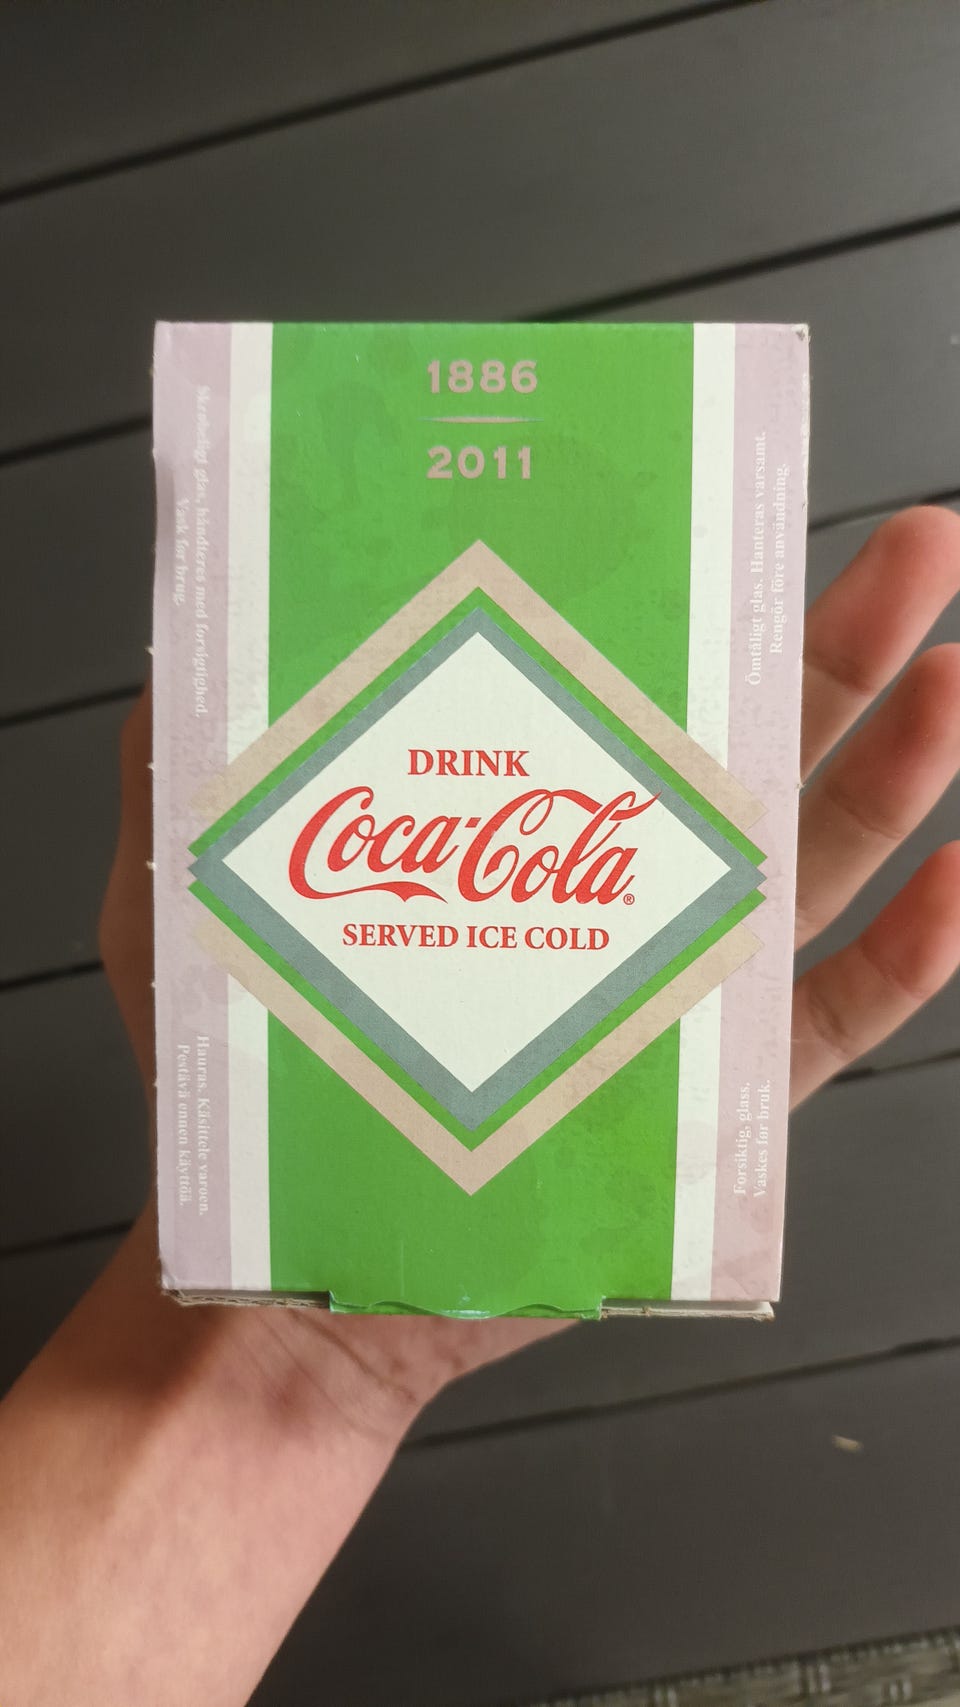 1886
2011
DRINK
Coca-Cola®
SERVED ICE COLD
Skrøbeligt glas, håndteres med forsigtighed.
Vask før brug.
Hauras. Käsittele varoen.
Pestävä ennen käyttöä.
Ömtåligt glas. Hanteras varsamt.
Rengör före användning.
Forsiktig, glass.
Vaskes før bruk.